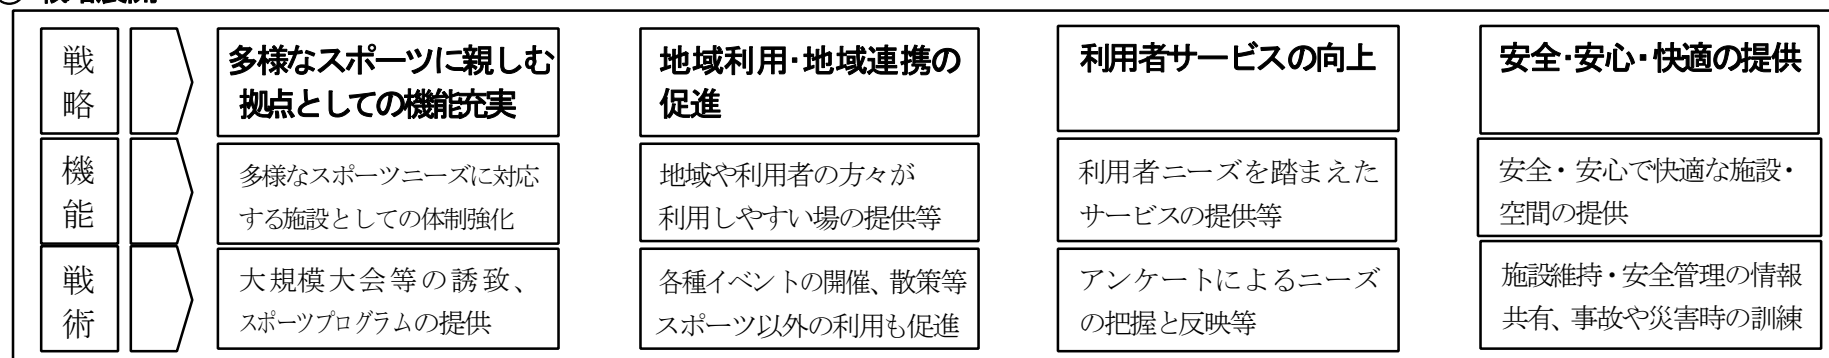 戦略
多様なスポーツに親しむ
拠点としての機能充実
地域利用・地域連携の
促進
利用者サービスの向上
安全・安心・快適の提供
機能
多様なスポーツニーズに対応
する施設としての体制強化
地域や利用者の方々が
利用しやすい場の提供等
利用者ニーズを踏まえた
サービスの提供等
安全・安心で快適な施設・
空間の提供
戦術
大規模大会等の誘致、
スポーツプログラムの提供
各種イベントの開催、散策等
スポーツ以外の利用も促進
アンケートによるニーズ
の把握と反映等
施設維持・安全管理の情報
共有、事故や災害時の訓練